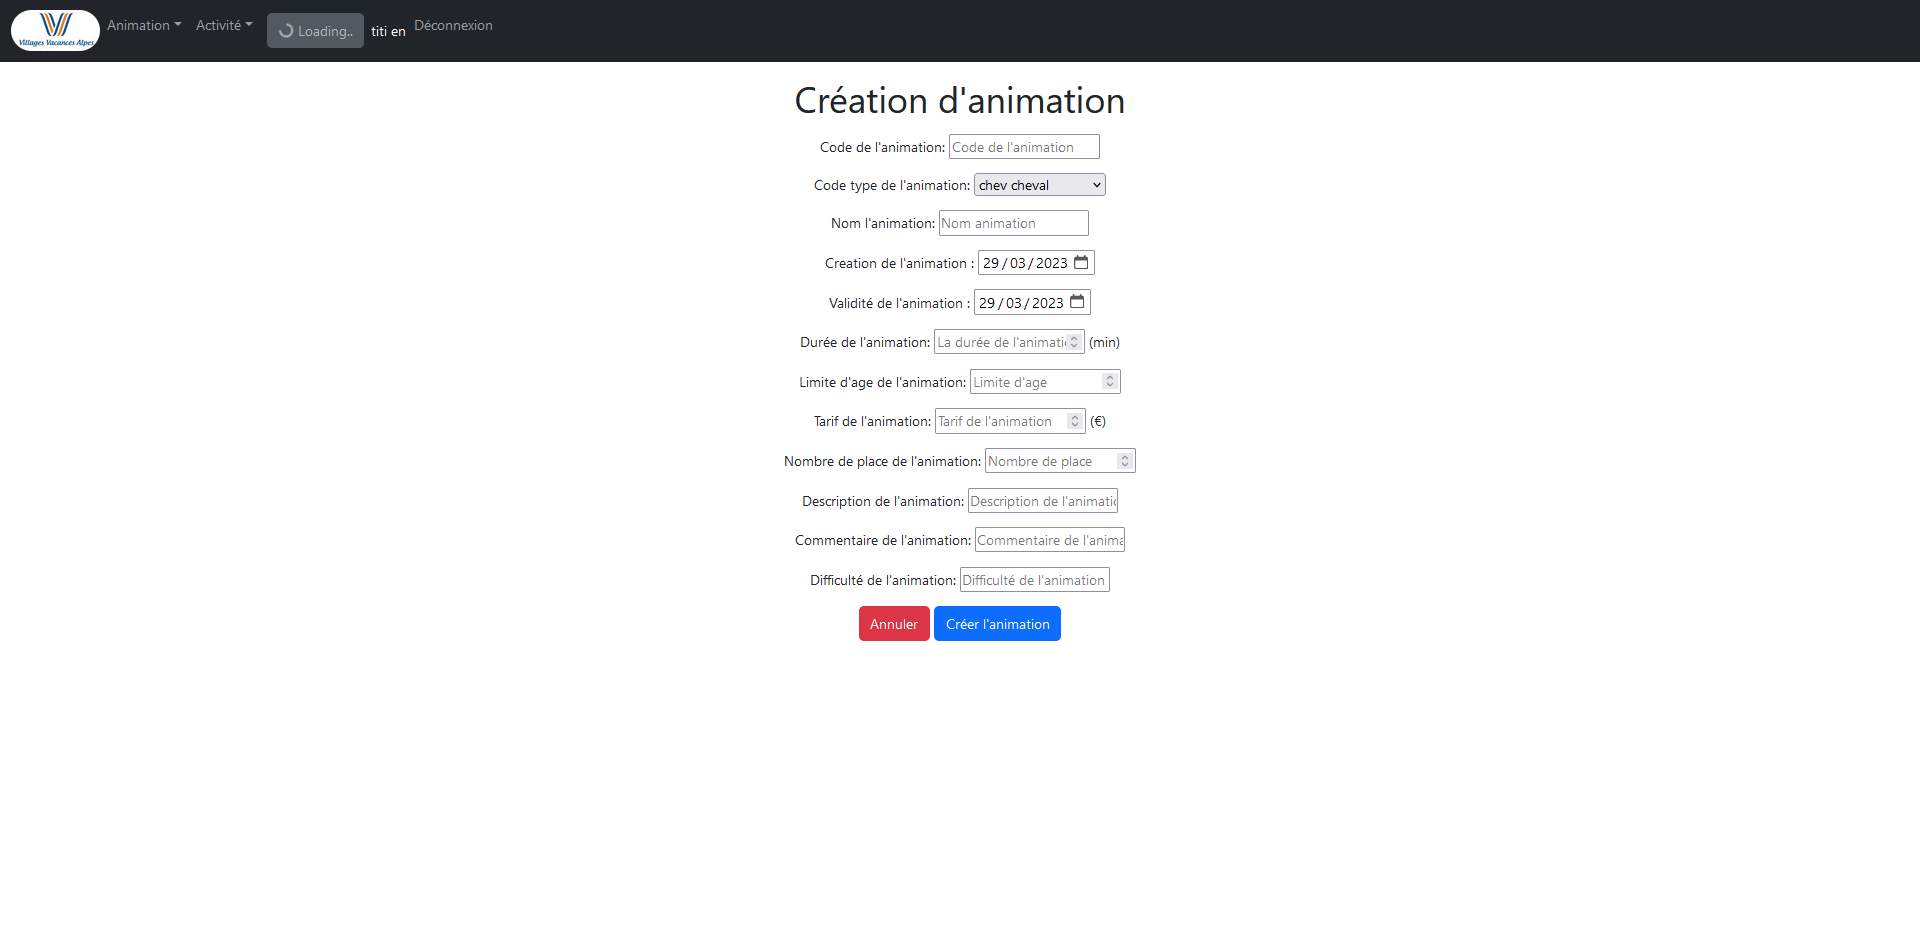 Villages Vacances Alpes
Animation Activité Loading.. titi en Déconnexion
Création d'animation
Code de l'animation: Code de l'animation
Code type de l'animation: chev cheval
Nom l'animation: Nom animation
Creation de l'animation : 29/03/2023
Validité de l'animation : 29/03/2023
Durée de l'animation: La durée de l'animati (min)
Limite d'age de l'animation: Limite d'age
Tarif de l'animation: Tarif de l'animation (€)
Nombre de place de l'animation: Nombre de place
Description de l'animation: Description de l'animatio
Commentaire de l'animation: Commentaire de l'anima
Difficulté de l'animation: Difficulté de l'animation
Annuler Créer l'animation